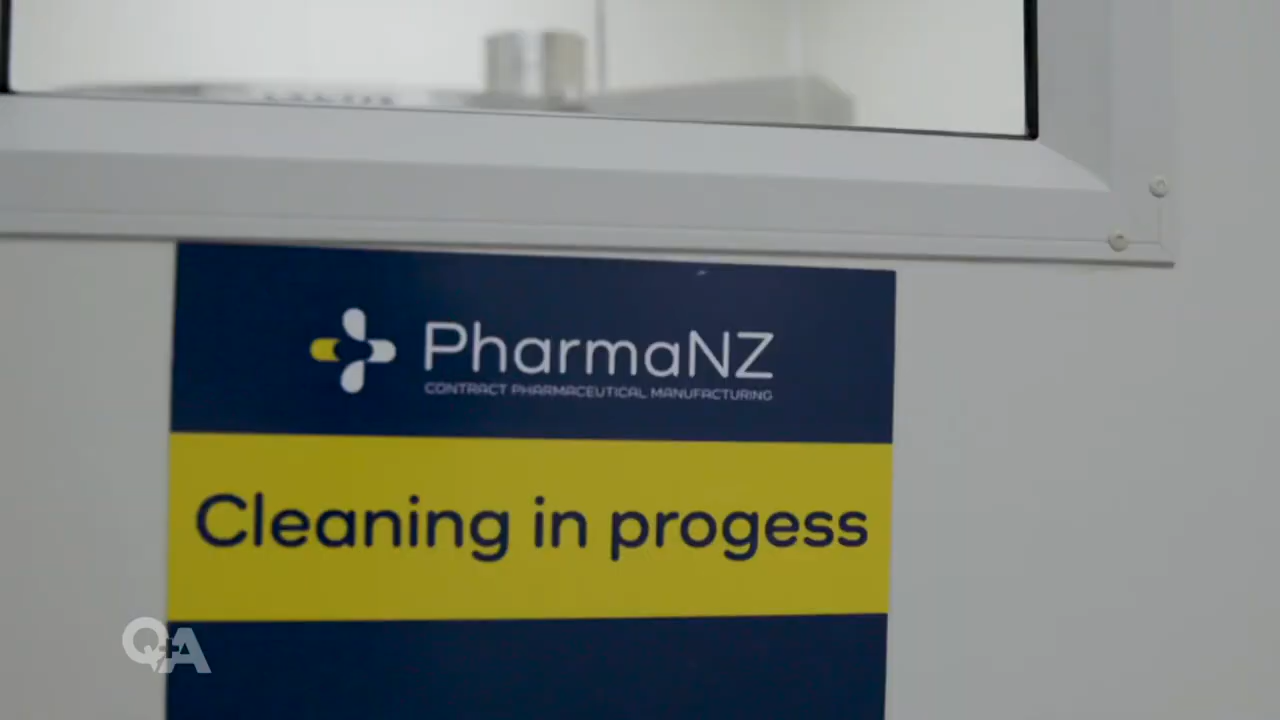 PharmaNZ
CONTRACT PHARMACEUTICAL MANUFACTURING
Cleaning in progess
Q+A